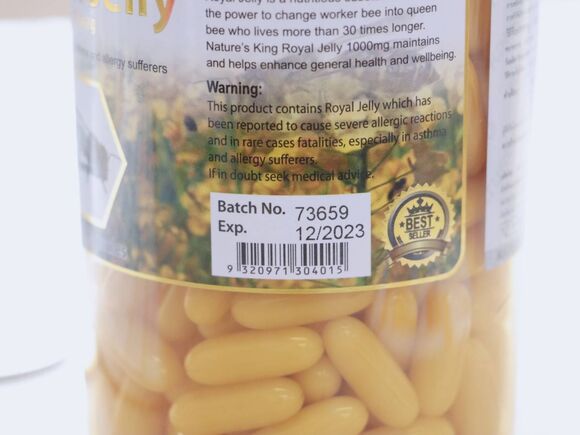 Jelly
and allergy sufferers
the power to change worker bee into queen
bee who lives more than 30 times longer.
Nature's King Royal Jelly 1000mg maintains
and helps enhance general health and wellbeing.
Warning:
This product contains Royal Jelly which has
been reported to cause severe allergic reactions
and in rare cases fatalities, especially in asthma
and allergy sufferers.
If in doubt seek medical advice.
Batch No. 73659
Exp. 12/2023
9 320971 304015
BEST
SELLER